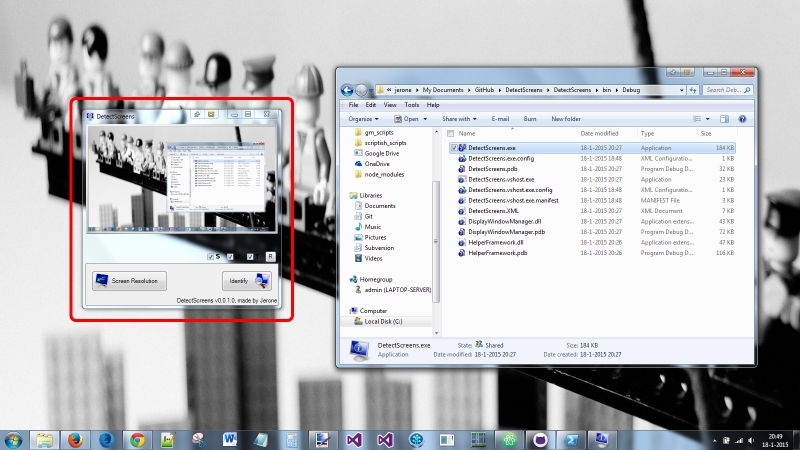 DetectScreens
S
R
Screen Resolution
Identify
DetectScreens v0.0.1.0, made by Jerone
« jerone ▸ My Documents ▸ GitHub ▸ DetectScreens ▸ DetectScreens ▸ bin ▸ Debug
Search Deb...
File Edit View Tools Help
Organize Open Share with E-mail Burn New folder
Name Date modified Type Size
gm_scripts
scriptish_scripts
Google Drive
OneDrive
node_modules
Libraries
Documents
Git
Music
Pictures
Subversion
Videos
Homegroup
admin (LAPTOP-SERVER)
Computer
Local Disk (C:)
DetectScreens.exe 18-1-2015 20:27 Application 184 KB
DetectScreens.exe.config 18-1-2015 18:48 XML Configuratio... 1 KB
DetectScreens.pdb 18-1-2015 20:27 Program Debug D... 32 KB
DetectScreens.vshost.exe 18-1-2015 20:27 Application 23 KB
DetectScreens.vshost.exe.config 18-1-2015 18:48 XML Configuratio... 1 KB
DetectScreens.vshost.exe.manifest 18-1-2015 18:48 MANIFEST File 1 KB
DetectScreens.XML 18-1-2015 20:27 XML Document 7 KB
DisplayWindowManager.dll 18-1-2015 20:27 Application extens... 43 KB
DisplayWindowManager.pdb 18-1-2015 20:27 Program Debug D... 72 KB
HelperFramework.dll 18-1-2015 20:26 Application extens... 47 KB
HelperFramework.pdb 18-1-2015 20:26 Program Debug D... 116 KB
DetectScreens.exe State: Shared Size: 184 KB
Application Date modified: 18-1-2015 20:27 Date created: 18-1-2015 20:27
20:49
18-1-2015